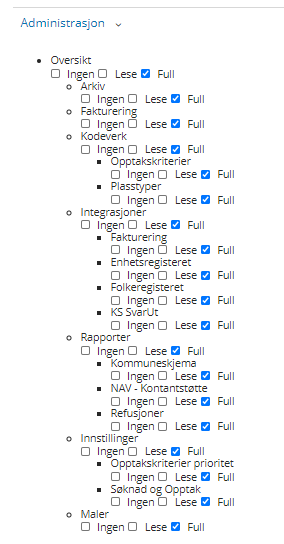 Administrasjon
Oversikt
Ingen Lese Full
Arkiv
Ingen Lese Full
Fakturering
Ingen Lese Full
Kodeverk
Ingen Lese Full
Opptakskriterier
Ingen Lese Full
Plasstyper
Ingen Lese Full
Integrasjoner
Ingen Lese Full
Fakturering
Ingen Lese Full
Enhetsregisteret
Ingen Lese Full
Folkeregisteret
Ingen Lese Full
KS SvarUt
Ingen Lese Full
Rapporter
Ingen Lese Full
Kommuneskjema
Ingen Lese Full
NAV - Kontantstøtte
Ingen Lese Full
Refusjoner
Ingen Lese Full
Innstillinger
Ingen Lese Full
Opptakskriterier prioritet
Ingen Lese Full
Søknad og Opptak
Ingen Lese Full
Maler
Ingen Lese Full